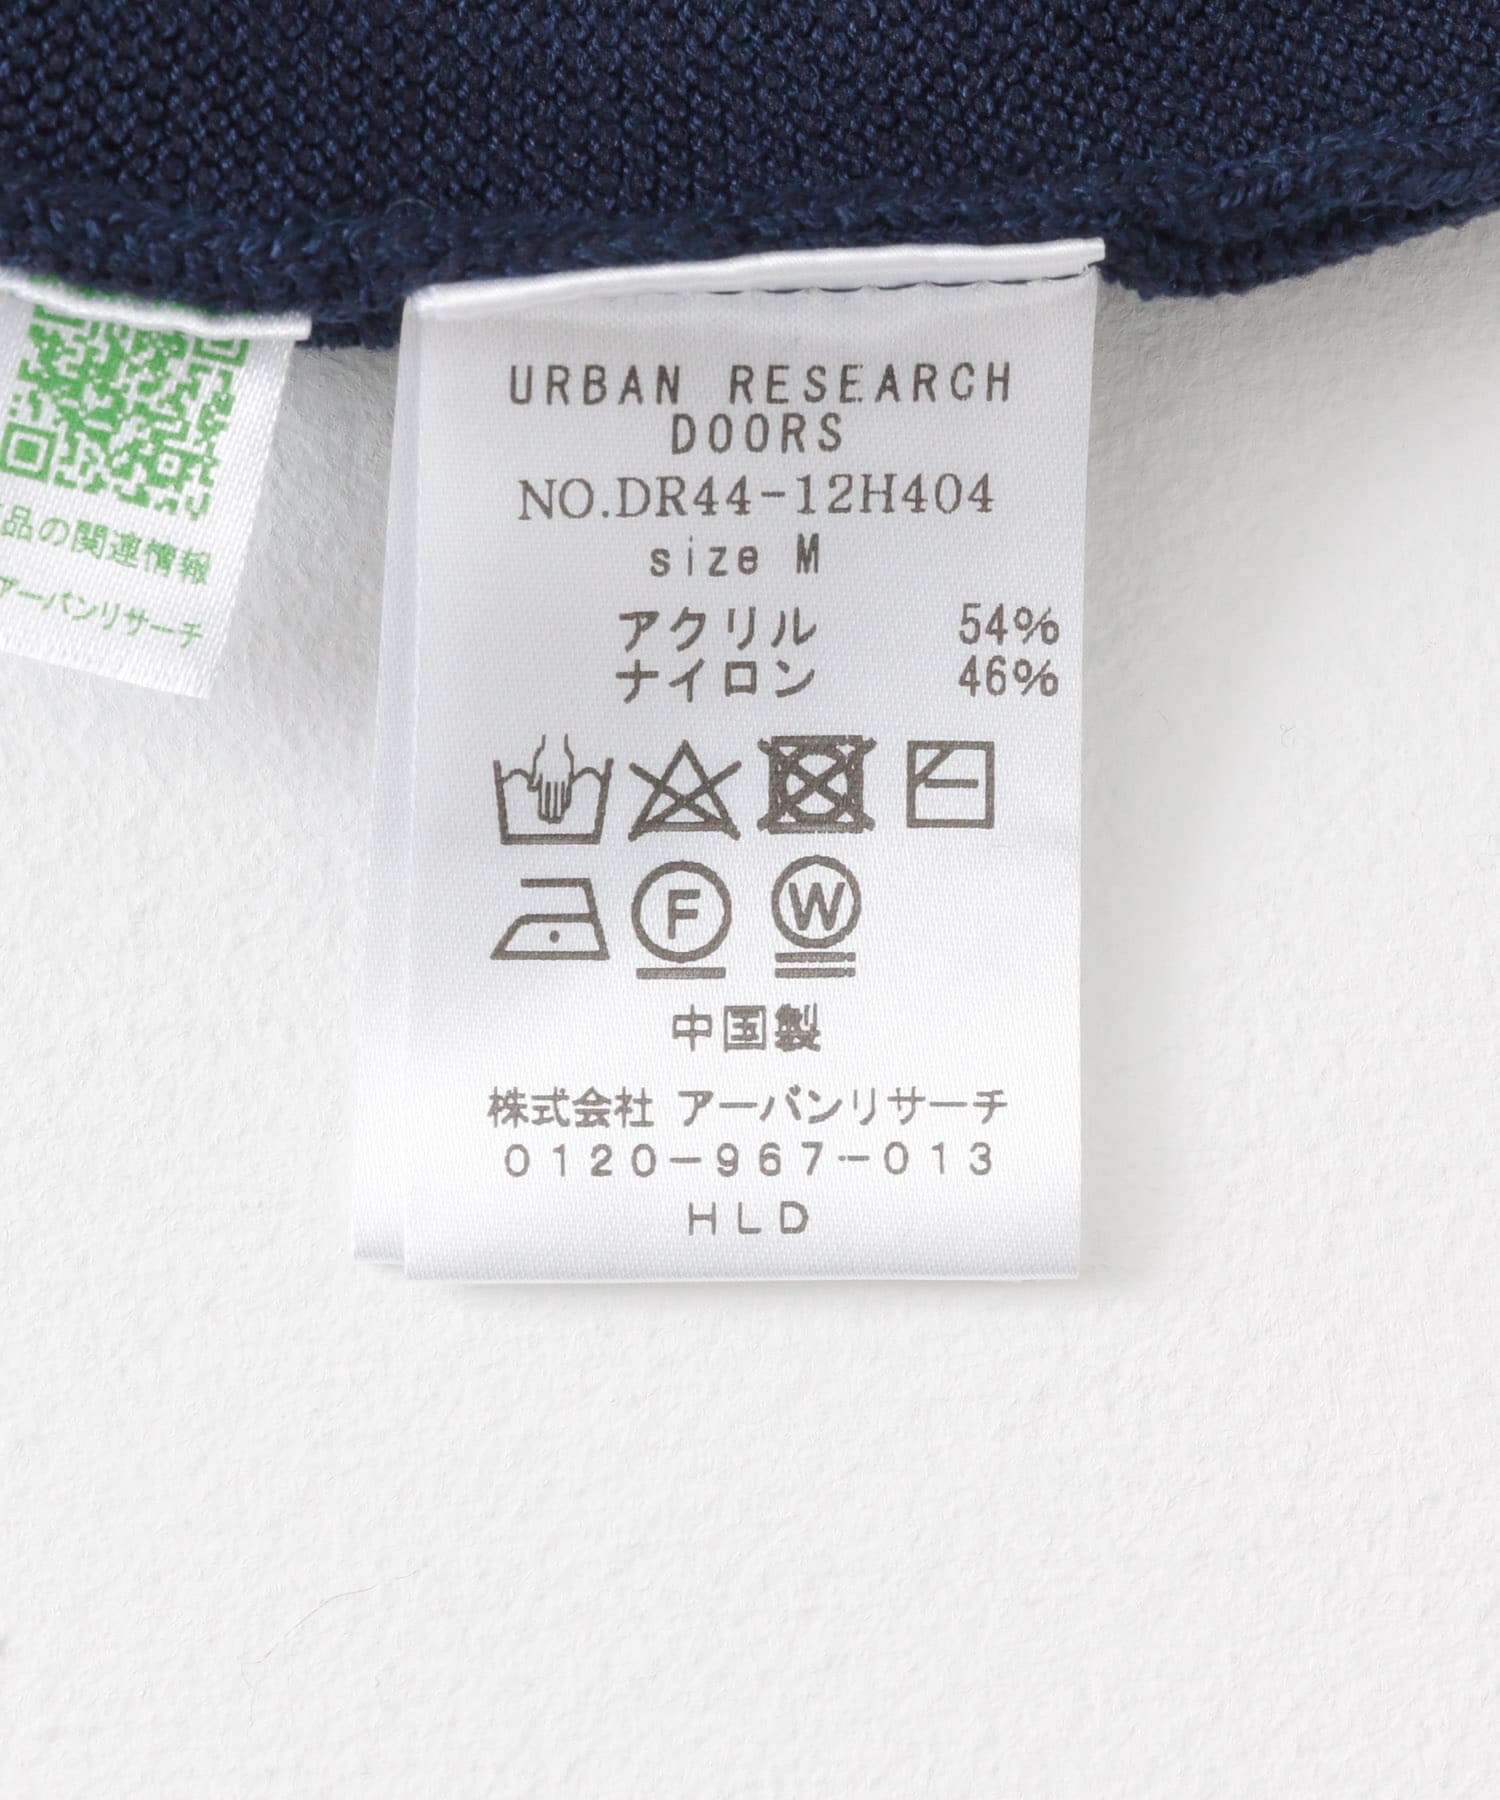 URBAN RESEARCH
DOORS
NO.DR44-12H404
size M
アクリル 54%
ナイロン 46%
F W
中国製
株式会社 アーバンリサーチ
0120-967-013
HLD
品の関連情報
アーバンリサーチ